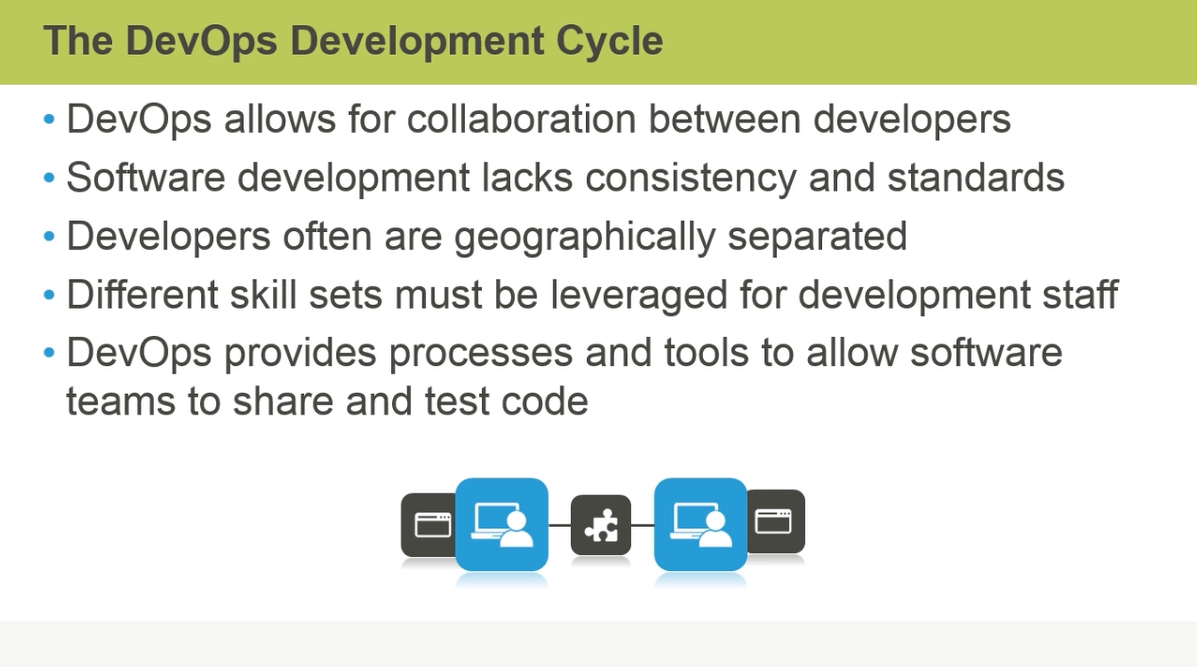 The DevOps Development Cycle
• DevOps allows for collaboration between developers
• Software development lacks consistency and standards
• Developers often are geographically separated
• Different skill sets must be leveraged for development staff
• DevOps provides processes and tools to allow software
teams to share and test code